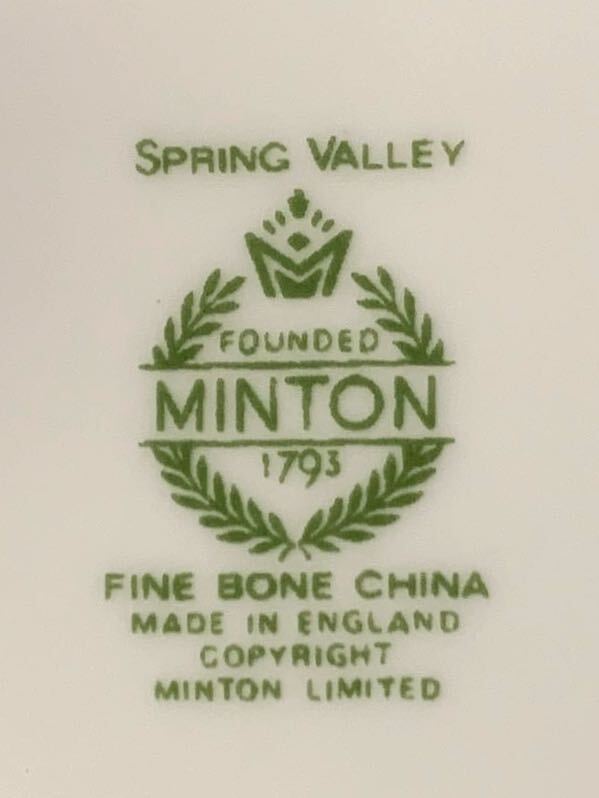 SPRING VALLEY
FOUNDED
MINTON
1793
FINE BONE CHINA
MADE IN ENGLAND
COPYRIGHT
MINTON LIMITED